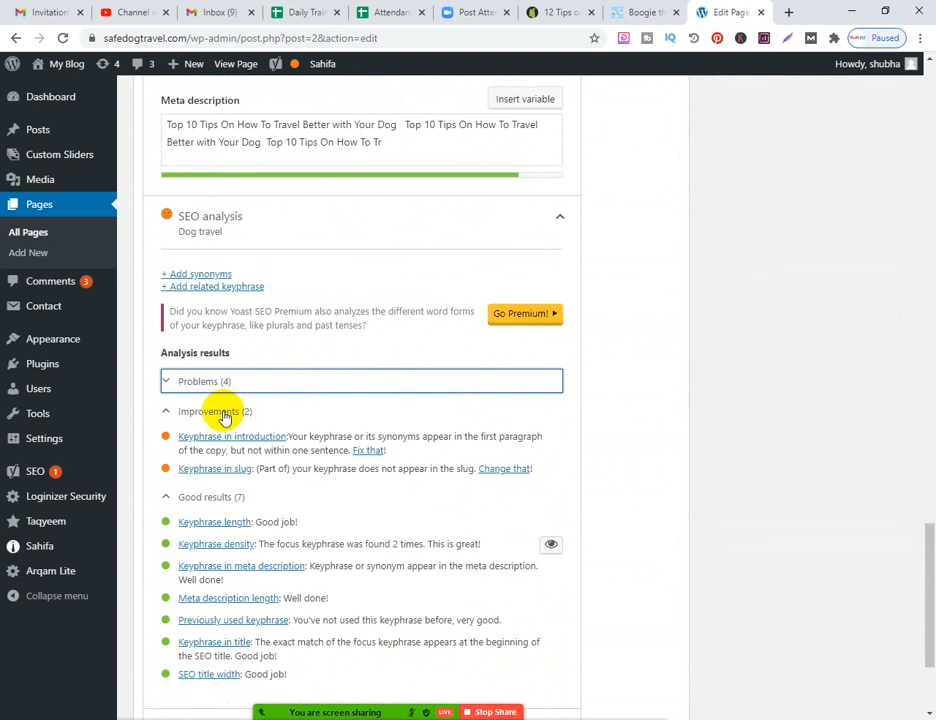 Invitation
Channel v
Inbox (9)
Daily Train
Attendan
Post Atte
12 Tips o
Boogie th
Edit Page
safedogtravel.com/wp-admin/post.php?post=2&action=edit
Paused
My Blog
4
3
New
View Page
Sahifa
Howdy, shubha
Dashboard
Posts
Custom Sliders
Media
Pages
All Pages
Add New
Comments 3
Contact
Appearance
Plugins
Users
Tools
Settings
SEO 1
Loginizer Security
Taqyeem
Sahifa
Arqam Lite
Collapse menu
Meta description
Insert variable
Top 10 Tips On How To Travel Better with Your Dog Top 10 Tips On How To Travel
Better with Your Dog Top 10 Tips On How To Tr
SEO analysis
Dog travel
+ Add synonyms
+ Add related keyphrase
Did you know Yoast SEO Premium also analyzes the different word forms
of your keyphrase, like plurals and past tenses?
Go Premium!
Analysis results
Problems (4)
Improvements (2)
Keyphrase in introduction:Your keyphrase or its synonyms appear in the first paragraph
of the copy, but not within one sentence. Fix that!
Keyphrase in slug: (Part of) your keyphrase does not appear in the slug. Change that!
Good results (7)
Keyphrase length: Good job!
Keyphrase density: The focus keyphrase was found 2 times. This is great!
Keyphrase in meta description: Keyphrase or synonym appear in the meta description.
Well done!
Meta description length: Well done!
Previously used keyphrase: You've not used this keyphrase before, very good.
Keyphrase in title: The exact match of the focus keyphrase appears at the beginning of
the SEO title. Good job!
SEO title width: Good job!
You are screen sharing
LIVE
Stop Share